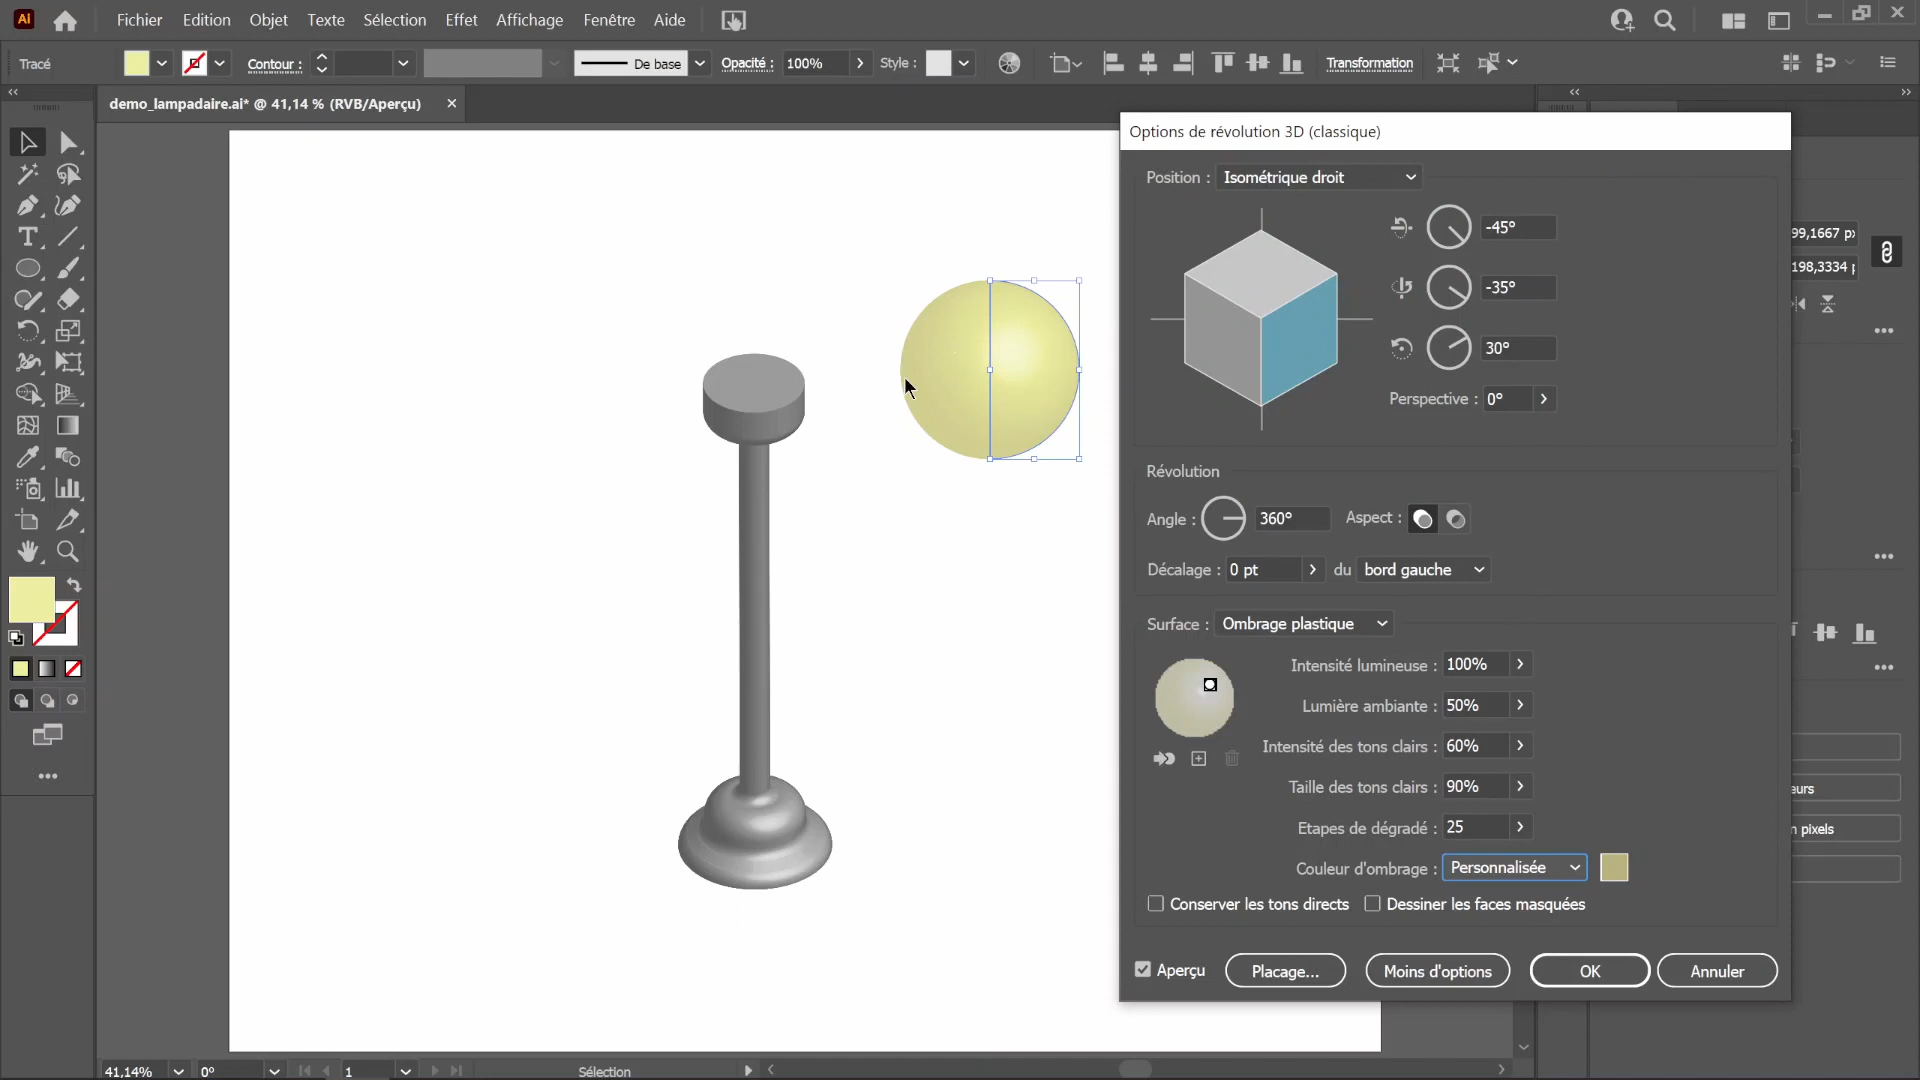 Ai Fichier Edition Objet Texte Sélection Effet Affichage Fenêtre Aide
Tracé Contour : De base Opacité : 100% Style : Transformation
demo_lampadaire.ai* @ 41,14 % (RVB/Aperçu)
Options de révolution 3D (classique)
Position : Isométrique droit
-45°
99,1667 px
198,3334
-35°
30°
Perspective : 0°
Révolution
Angle : 360° Aspect :
Décalage : 0 pt du bord gauche
Surface : Ombrage plastique
Intensité lumineuse : 100%
Lumière ambiante : 50%
Intensité des tons clairs : 60%
Taille des tons clairs : 90%
eurs
Etapes de dégradé : 25
n pixels
Couleur d'ombrage : Personnalisée
Conserver les tons directs Dessiner les faces masquées
Aperçu Placage... Moins d'options OK Annuler
41,14% 0° 1 Sélection